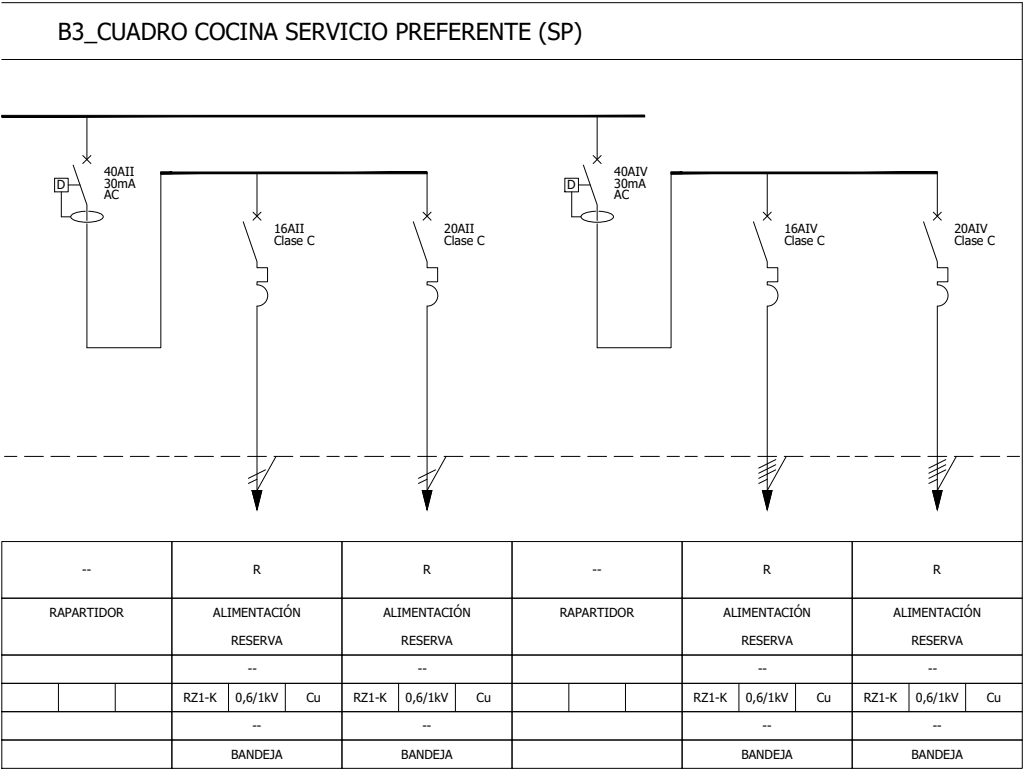 B3_CUADRO COCINA SERVICIO PREFERENTE (SP)
D
40AII
30mA
AC
16AII
Clase C
20AII
Clase C
D
40AIV
30mA
AC
16AIV
Clase C
20AIV
Clase C
-- R R -- R R
RAPARTIDOR ALIMENTACIÓN ALIMENTACIÓN RAPARTIDOR ALIMENTACIÓN ALIMENTACIÓN
RESERVA RESERVA RESERVA RESERVA
-- -- -- --
RZ1-K 0,6/1kV Cu RZ1-K 0,6/1kV Cu RZ1-K 0,6/1kV Cu RZ1-K 0,6/1kV Cu
-- -- -- --
BANDEJA BANDEJA BANDEJA BANDEJA